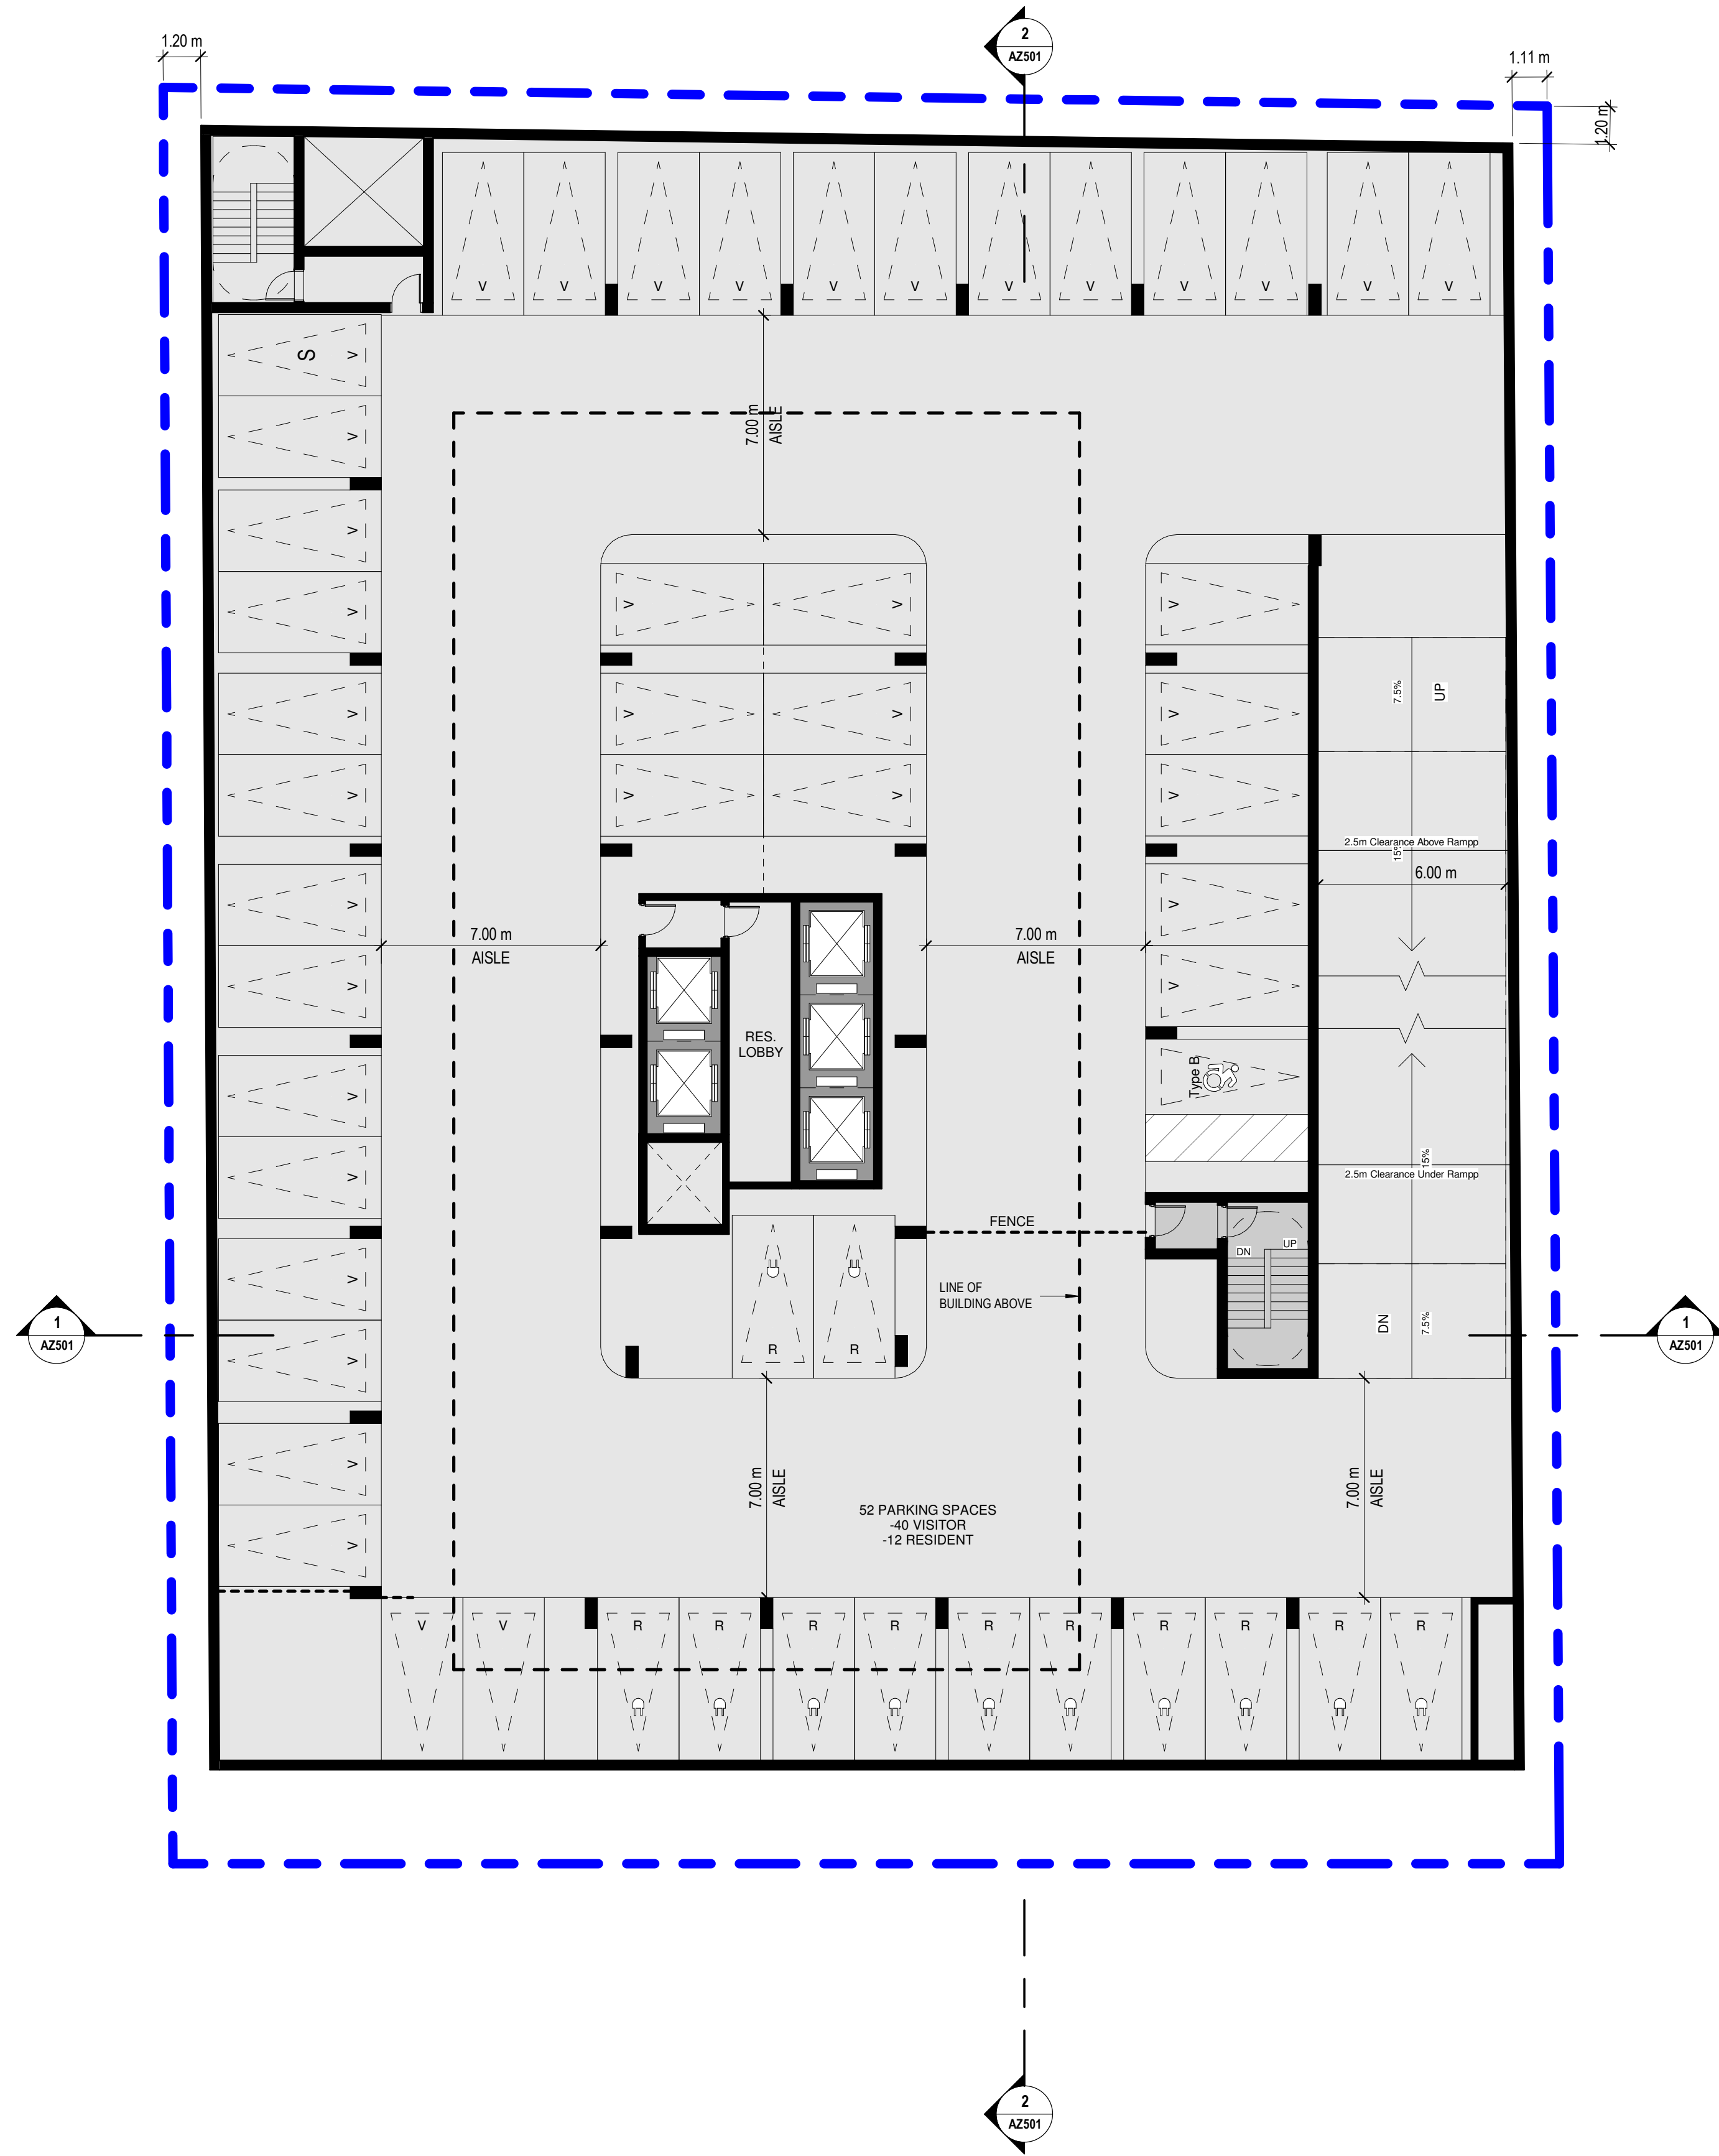 2
AZ501
1.20 m
1.11 m
1.20 m
V V V V V V V V V V V V
S V
7.00 m
AISLE
V
V
V V V V
7.5%
UP
V V V V
V V V V
2.5m Clearance Above Rampp
15%
6.00 m
V V
7.00 m
AISLE
7.00 m
AISLE
V V
RES.
LOBBY
Type B
V
15%
2.5m Clearance Under Rampp
V
FENCE
DN
UP
V
LINE OF
BUILDING ABOVE
DN
7.5%
1
AZ501
1
AZ501
R R
V
V
7.00 m
AISLE
7.00 m
AISLE
52 PARKING SPACES
-40 VISITOR
-12 RESIDENT
V
V V R R R R R R R R R R
2
AZ501